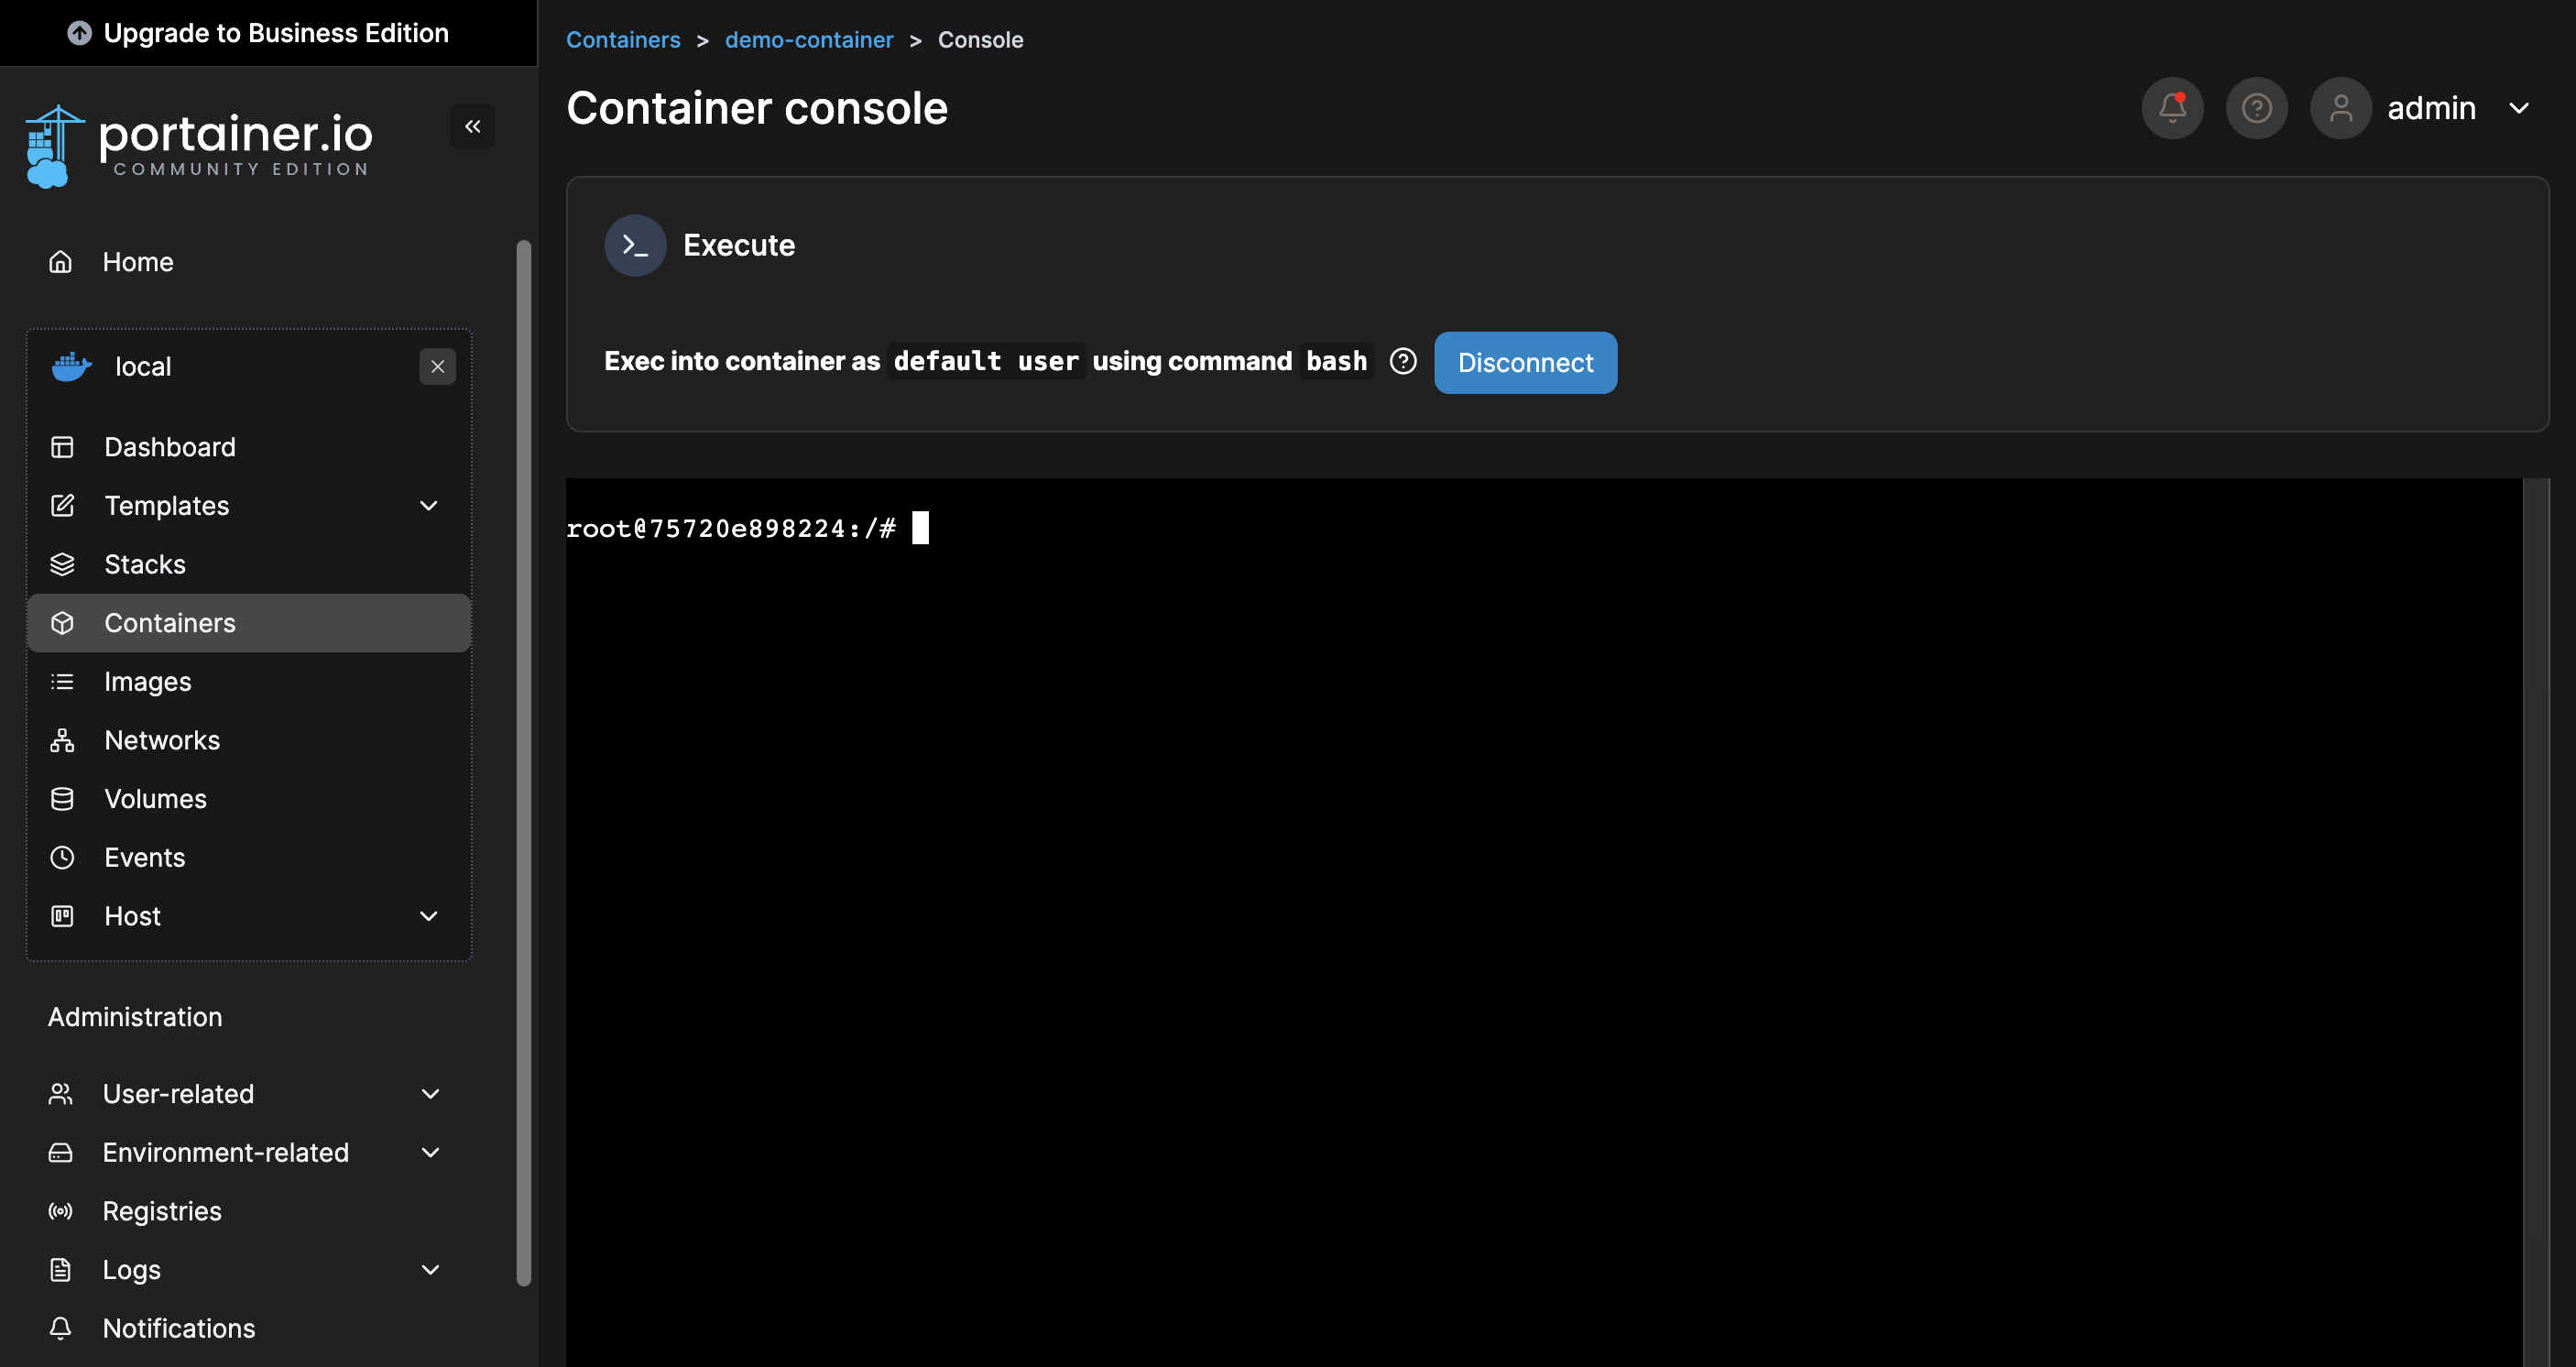 Upgrade to Business Edition
portainer.io
COMMUNITY EDITION
Home
local
Dashboard
Templates
Stacks
Containers
Images
Networks
Volumes
Events
Host
Administration
User-related
Environment-related
Registries
Logs
Notifications
Containers > demo-container > Console
Container console
admin
Execute
Exec into container as default user using command bash
Disconnect
root@75720e898224:/#